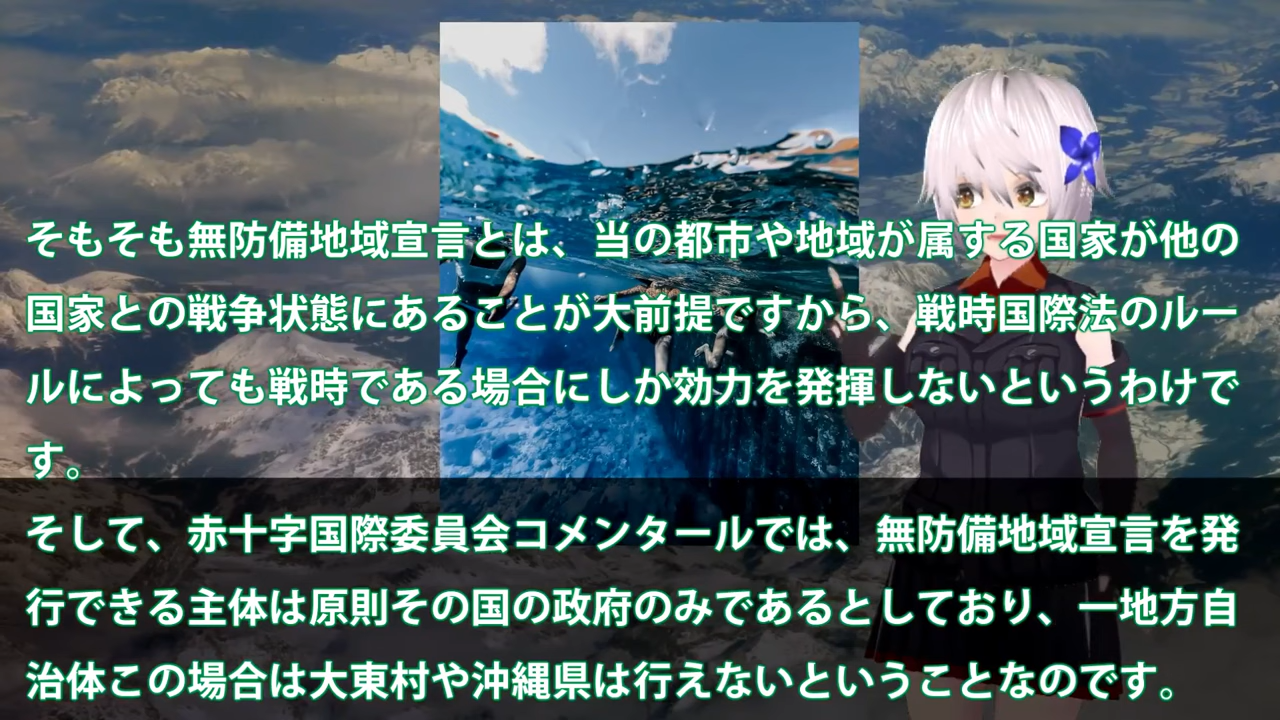 そもそも無防備地域宣言とは、当の都市や地域が属する国家が他の
国家との戦争状態にあることが大前提ですから、戦時国際法のルー
ルによっても戦時である場合にしか効力を発揮しないというわけで
す。
そして、赤十字国際委員会コメンタールでは、無防備地域宣言を発
行できる主体は原則その国の政府のみであるとしており、一地方自
治体この場合は大東村や沖縄県は行えないということなのです。